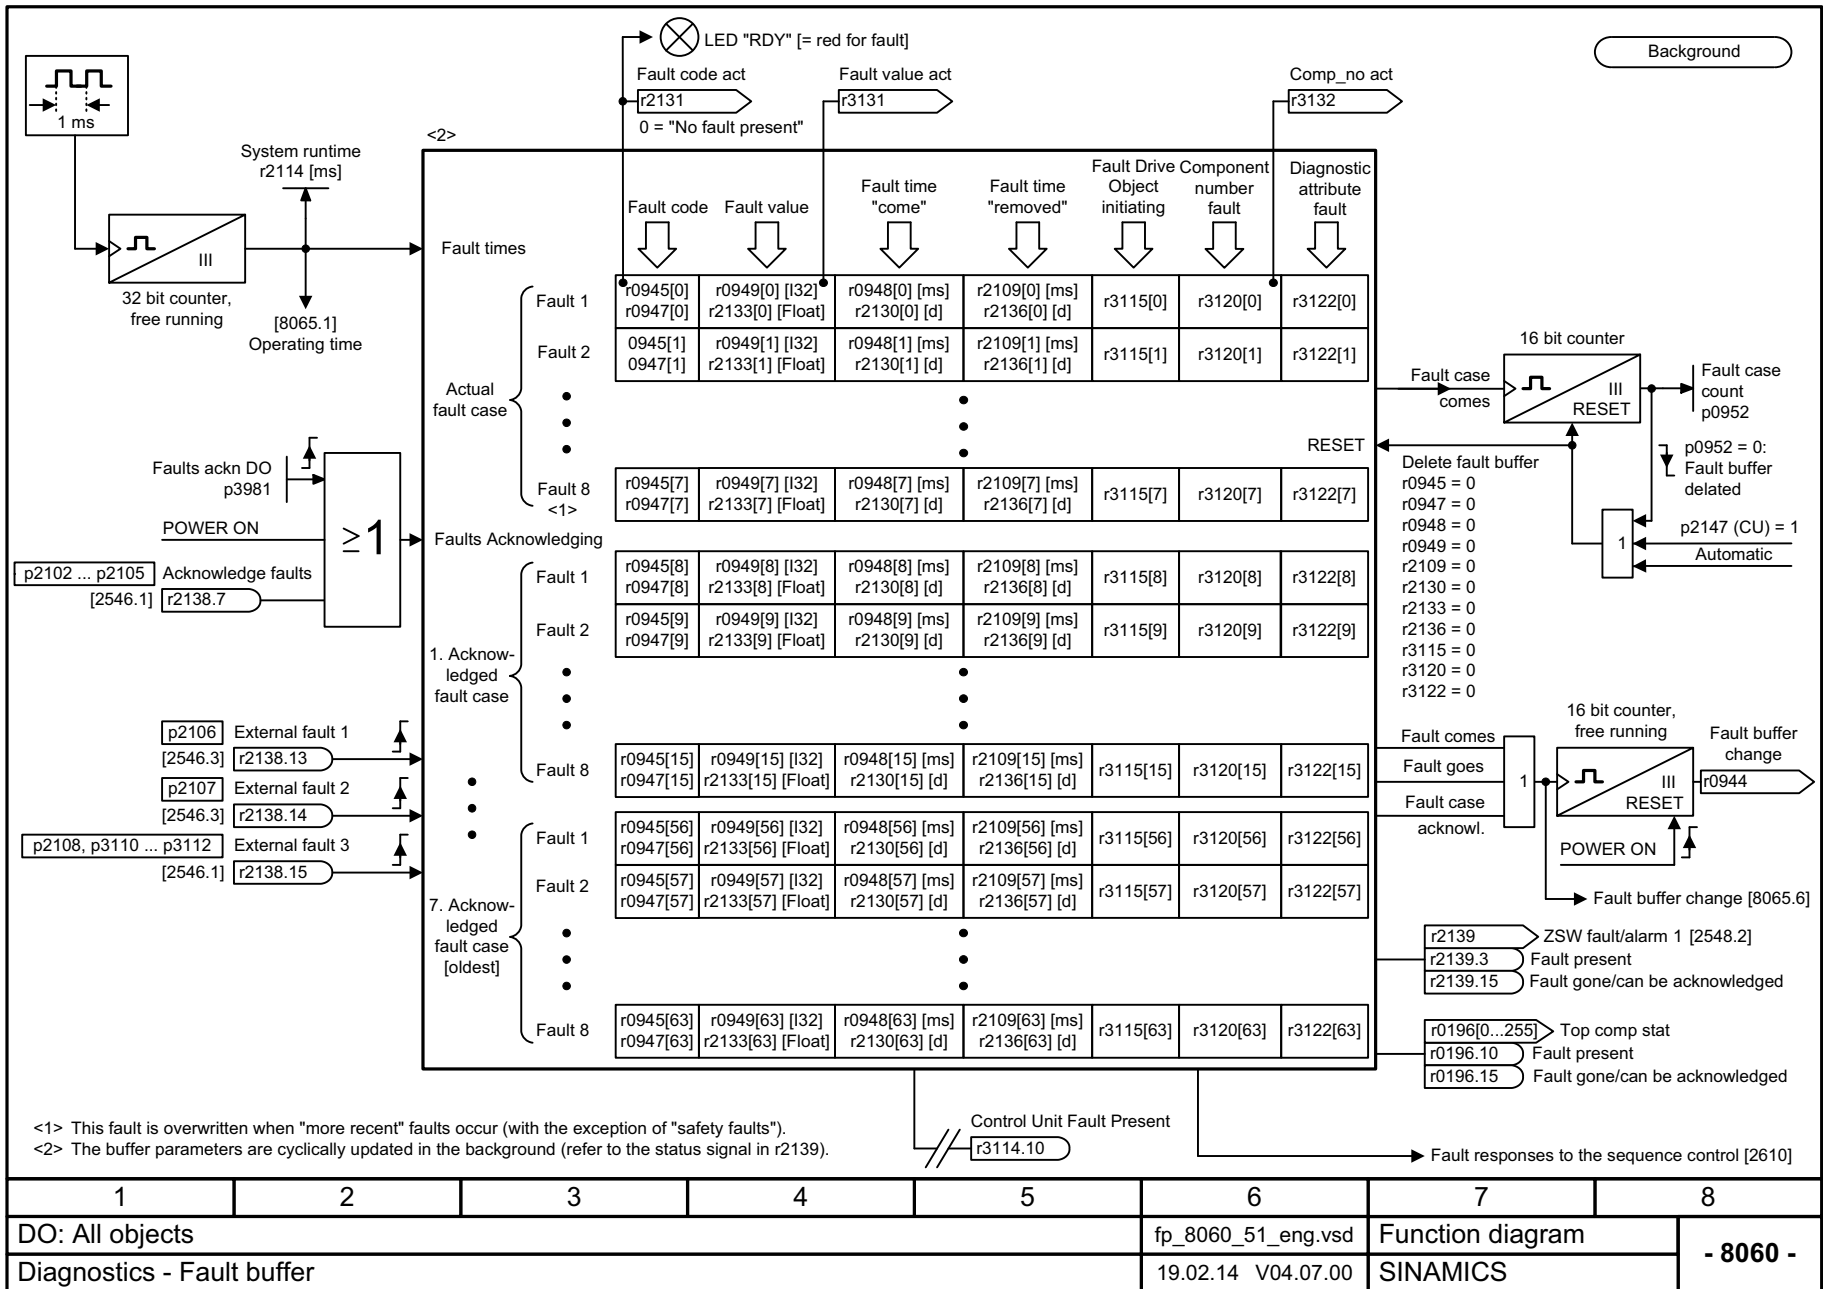 LED "RDY" [= red for fault]
Background
Fault code act
Fault value act
Comp_no act
r2131
r3131
r3132
0 = "No fault present"
1 ms
<2>
System runtime
r2114 [ms]
III
32 bit counter,
free running
[8065.1]
Operating time
Fault code
Fault value
Fault time
"come"
Fault time
"removed"
Fault Drive
Object
initiating
Component
number
fault
Diagnostic
attribute
fault
Fault times
Actual
fault case
Fault 1
r0945[0] r0949[0] [I32] r0948[0] [ms] r2109[0] [ms]
r3115[0] r3120[0] r3122[0]
r0947[0] r2133[0] [Float] r2130[0] [d] r2136[0] [d]
Fault 2
0945[1] r0949[1] [I32] r0948[1] [ms] r2109[1] [ms]
r3115[1] r3120[1] r3122[1]
0947[1] r2133[1] [Float] r2130[1] [d] r2136[1] [d]
Fault 8
<1>
r0945[7] r0949[7] [I32] r0948[7] [ms] r2109[7] [ms]
r3115[7] r3120[7] r3122[7]
r0947[7] r2133[7] [Float] r2130[7] [d] r2136[7] [d]
Faults ackn DO
p3981
POWER ON
p2102 ... p2105 Acknowledge faults
[2546.1] r2138.7
≥1
Faults Acknowledging
1. Acknow-
ledged
fault case
Fault 1
r0945[8] r0949[8] [I32] r0948[8] [ms] r2109[8] [ms]
r3115[8] r3120[8] r3122[8]
r0947[8] r2133[8] [Float] r2130[8] [d] r2136[8] [d]
Fault 2
r0945[9] r0949[9] [I32] r0948[9] [ms] r2109[9] [ms]
r3115[9] r3120[9] r3122[9]
r0947[9] r2133[9] [Float] r2130[9] [d] r2136[9] [d]
Fault 8
r0945[15] r0949[15] [I32] r0948[15] [ms] r2109[15] [ms]
r3115[15] r3120[15] r3122[15]
r0947[15] r2133[15] [Float] r2130[15] [d] r2136[15] [d]
p2106 External fault 1
[2546.3] r2138.13
p2107 External fault 2
[2546.3] r2138.14
p2108, p3110 ... p3112 External fault 3
[2546.1] r2138.15
7. Acknow-
ledged
fault case
[oldest]
Fault 1
r0945[56] r0949[56] [I32] r0948[56] [ms] r2109[56] [ms]
r3115[56] r3120[56] r3122[56]
r0947[56] r2133[56] [Float] r2130[56] [d] r2136[56] [d]
Fault 2
r0945[57] r0949[57] [I32] r0948[57] [ms] r2109[57] [ms]
r3115[57] r3120[57] r3122[57]
r0947[57] r2133[57] [Float] r2130[57] [d] r2136[57] [d]
Fault 8
r0945[63] r0949[63] [I32] r0948[63] [ms] r2109[63] [ms]
r3115[63] r3120[63] r3122[63]
r0947[63] r2133[63] [Float] r2130[63] [d] r2136[63] [d]
16 bit counter
Fault case
comes
III
RESET
Fault case
count
p0952
RESET
p0952 = 0:
Fault buffer
delated
p2147 (CU) = 1
1
Automatic
Delete fault buffer
r0945 = 0
r0947 = 0
r0948 = 0
r0949 = 0
r2109 = 0
r2130 = 0
r2133 = 0
r2136 = 0
r3115 = 0
r3120 = 0
r3122 = 0
16 bit counter,
free running
Fault comes
Fault goes
Fault case
acknowl.
1
III
RESET
Fault buffer
change
r0944
POWER ON
Fault buffer change [8065.6]
r2139 ZSW fault/alarm 1 [2548.2]
r2139.3 Fault present
r2139.15 Fault gone/can be acknowledged
r0196[0...255] Top comp stat
r0196.10 Fault present
r0196.15 Fault gone/can be acknowledged
Control Unit Fault Present
r3114.10
Fault responses to the sequence control [2610]
<1> This fault is overwritten when "more recent" faults occur (with the exception of "safety faults").
<2> The buffer parameters are cyclically updated in the background (refer to the status signal in r2139).
1 2 3 4 5 6 7 8
DO: All objects
fp_8060_51_eng.vsd
Function diagram
- 8060 -
Diagnostics - Fault buffer
19.02.14 V04.07.00
SINAMICS